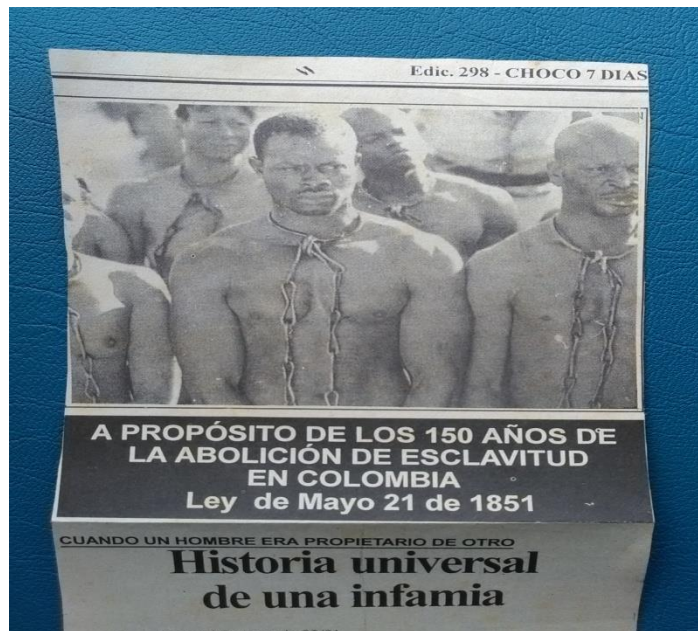 Edic. 298 - CHOCO 7 DIAS
A PROPÓSITO DE LOS 150 AÑOS DE
LA ABOLICIÓN DE ESCLAVITUD
EN COLOMBIA
Ley de Mayo 21 de 1851
CUANDO UN HOMBRE ERA PROPIETARIO DE OTRO
Historia universal
de una infamia